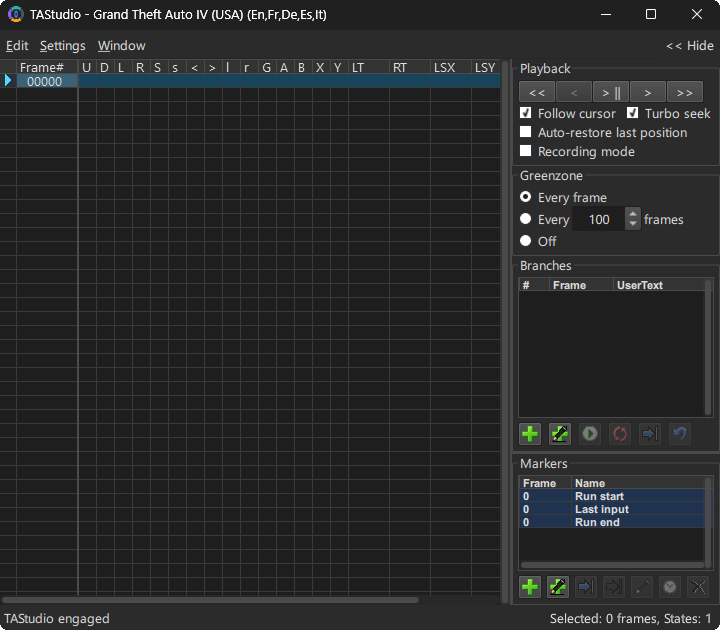 TAStudio - Grand Theft Auto IV (USA) (En,Fr,De,Es,It)
Edit Settings Window << Hide
Frame# U D L R S s < > l r G A B X Y LT RT LSX LSY
00000
Playback
<< < > || > >>
Follow cursor Turbo seek
Auto-restore last position
Recording mode
Greenzone
Every frame
Every 100 frames
Off
Branches
# Frame UserText
Markers
Frame Name
0 Run start
0 Last input
0 Run end
TAStudio engaged Selected: 0 frames, States: 1